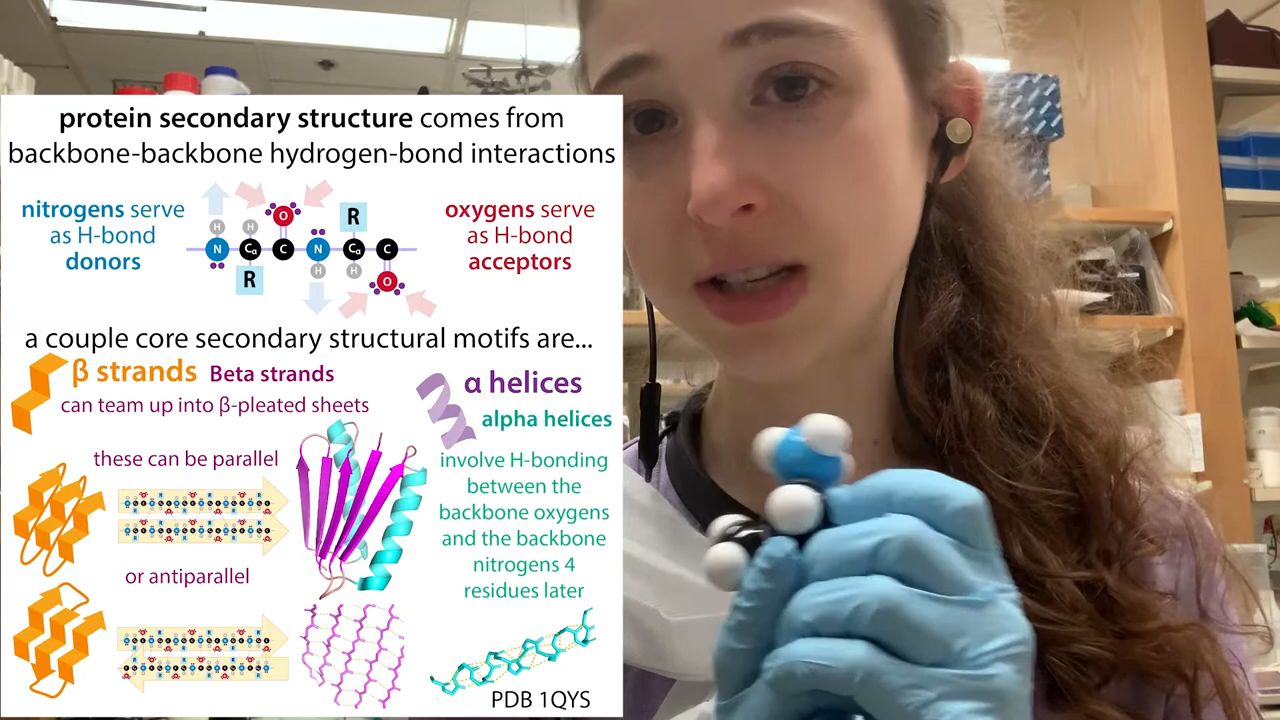 protein secondary structure comes from
backbone-backbone hydrogen-bond interactions
nitrogens serve
as H-bond
donors
H
H
O
R
N
Cα
C
N
Cα
C
R
H
H
O
oxygens serve
as H-bond
acceptors
a couple core secondary structural motifs are...
β strands Beta strands
can team up into β-pleated sheets
these can be parallel
or antiparallel
α helices
alpha helices
involve H-bonding
between the
backbone oxygens
and the backbone
nitrogens 4
residues later
PDB 1QYS